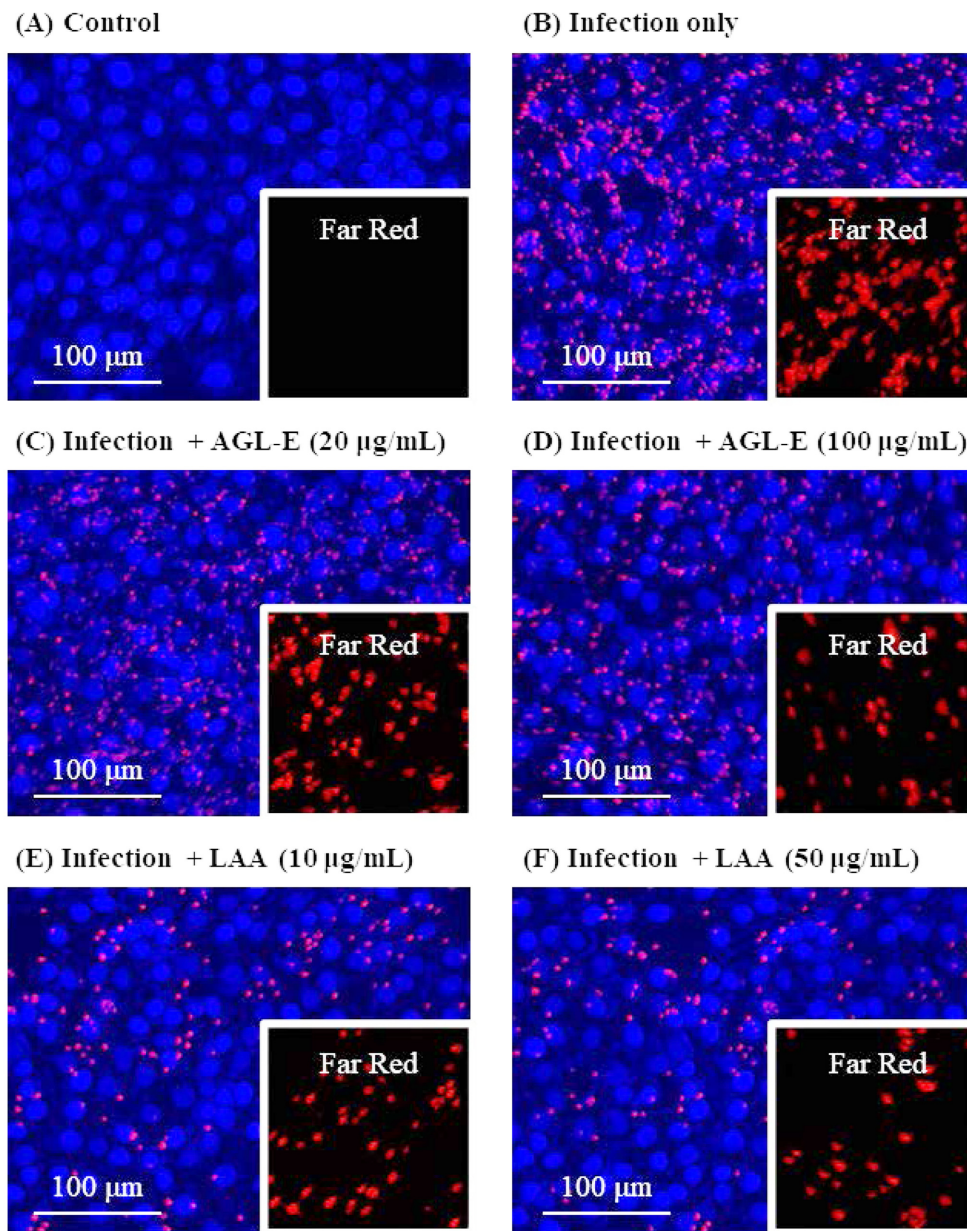 (A) Control
(B) Infection only
Far Red
100 µm
Far Red
100 µm
(C) Infection + AGL-E (20 µg/mL)
(D) Infection + AGL-E (100 µg/mL)
Far Red
100 µm
Far Red
100 µm
(E) Infection + LAA (10 µg/mL)
(F) Infection + LAA (50 µg/mL)
Far Red
100 µm
Far Red
100 µm